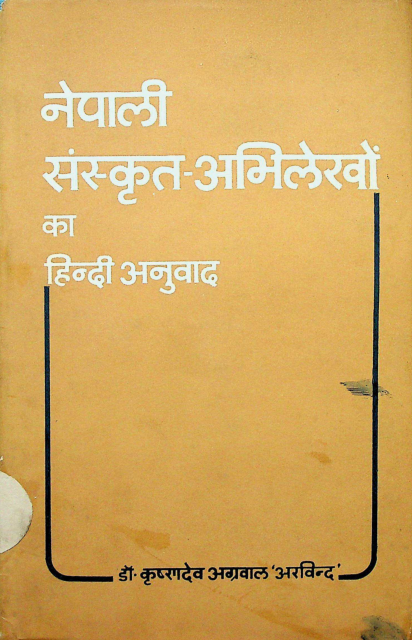 नेपाली
संस्कृत-अभिलेखों
का
हिन्दी अनुवाद
डॉ. कृष्णदेव अग्रवाल 'अरविन्द'